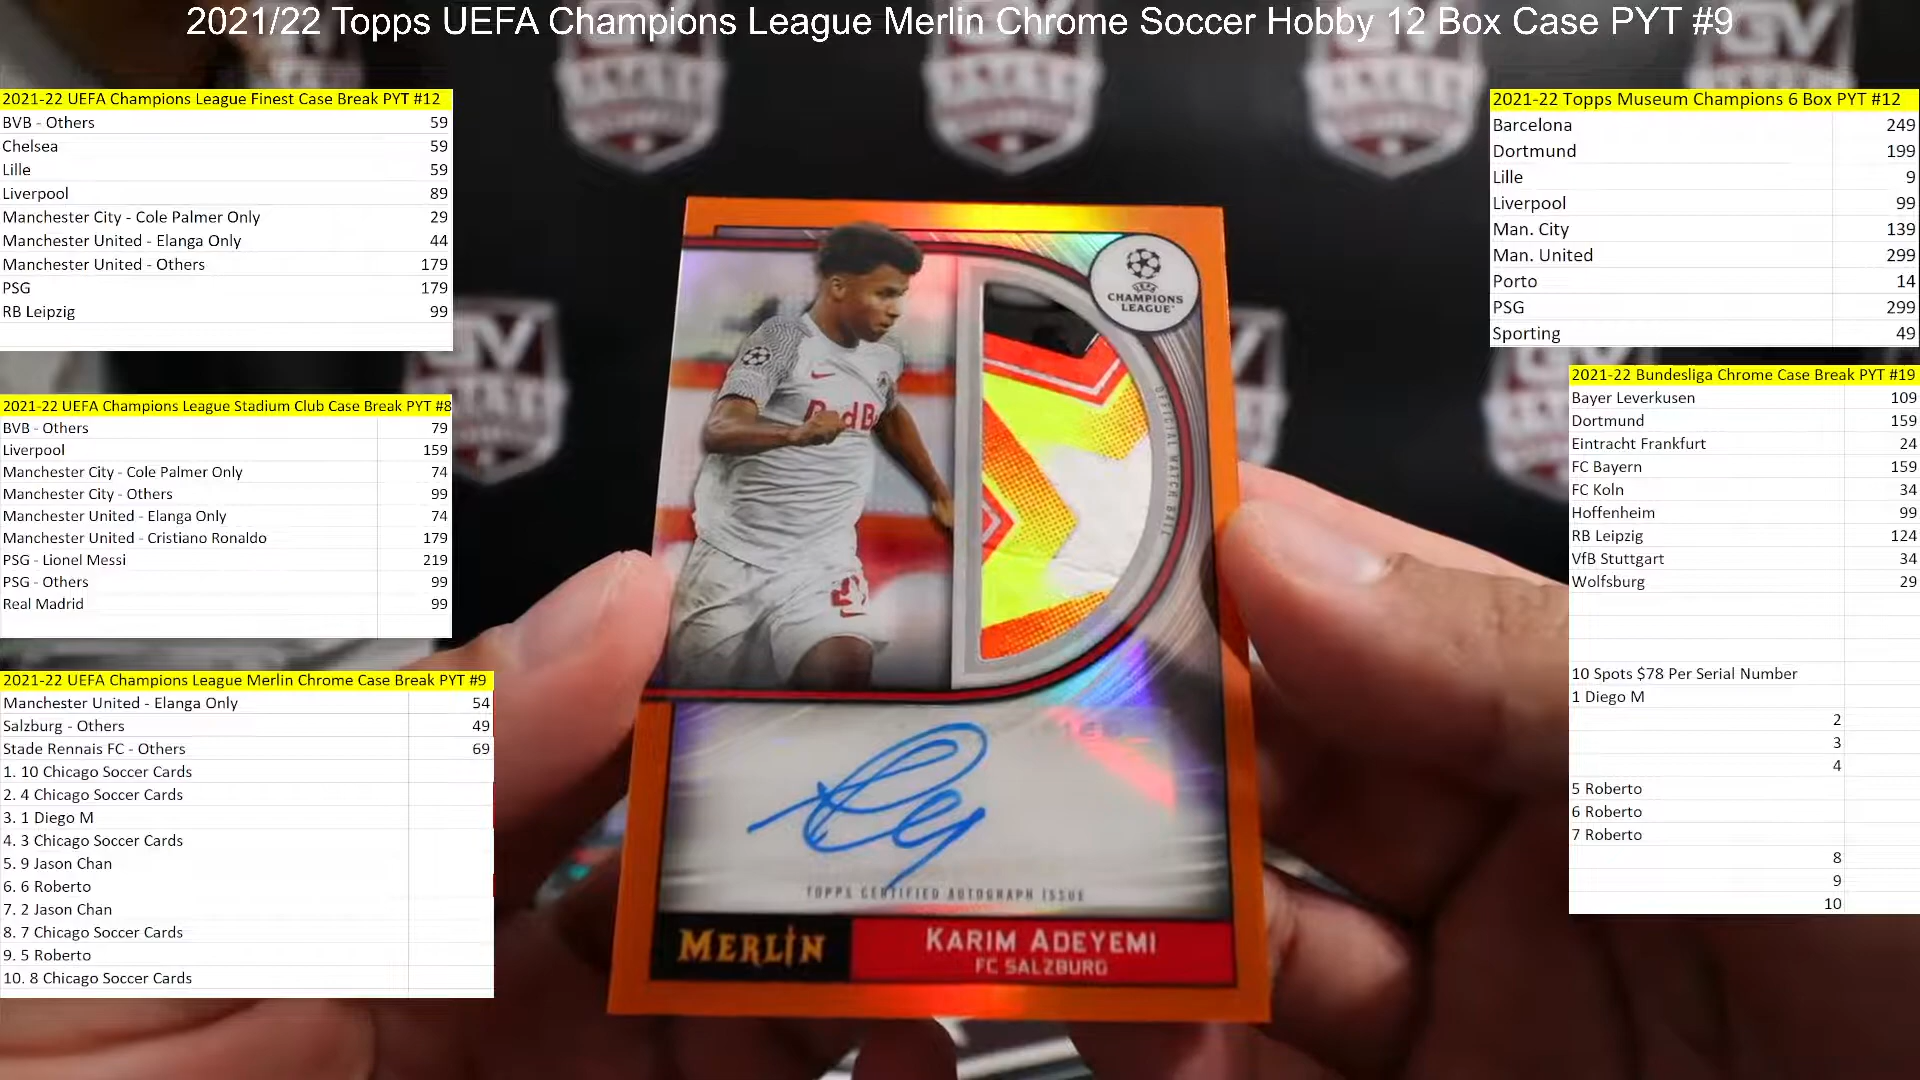 2021/22 Topps UEFA Champions League Merlin Chrome Soccer Hobby 12 Box Case PYT #9
2021-22 UEFA Champions League Finest Case Break PYT #12
BVB - Others 59
Chelsea 59
Lille 59
Liverpool 89
Manchester City - Cole Palmer Only 29
Manchester United - Elanga Only 44
Manchester United - Others 179
PSG 179
RB Leipzig 99
2021-22 UEFA Champions League Stadium Club Case Break PYT #8
BVB - Others 79
Liverpool 159
Manchester City - Cole Palmer Only 74
Manchester City - Others 99
Manchester United - Elanga Only 74
Manchester United - Cristiano Ronaldo 179
PSG - Lionel Messi 219
PSG - Others 99
Real Madrid 99
2021-22 UEFA Champions League Merlin Chrome Case Break PYT #9
Manchester United - Elanga Only 54
Salzburg - Others 49
Stade Rennais FC - Others 69
1. 10 Chicago Soccer Cards
2. 4 Chicago Soccer Cards
3. 1 Diego M
4. 3 Chicago Soccer Cards
5. 9 Jason Chan
6. 6 Roberto
7. 2 Jason Chan
8. 7 Chicago Soccer Cards
9. 5 Roberto
10. 8 Chicago Soccer Cards
UEFA
CHAMPIONS
LEAGUE
OFFICIAL MATCH BALL
TOPPS CERTIFIED AUTOGRAPH ISSUE
MERLIN
KARIM ADEYEMI
FC SALZBURG
2021-22 Topps Museum Champions 6 Box PYT #12
Barcelona 249
Dortmund 199
Lille 9
Liverpool 99
Man. City 139
Man. United 299
Porto 14
PSG 299
Sporting 49
2021-22 Bundesliga Chrome Case Break PYT #19
Bayer Leverkusen 109
Dortmund 159
Eintracht Frankfurt 24
FC Bayern 159
FC Koln 34
Hoffenheim 99
RB Leipzig 124
VfB Stuttgart 34
Wolfsburg 29
10 Spots $78 Per Serial Number
1 Diego M
2
3
4
5 Roberto
6 Roberto
7 Roberto
8
9
10